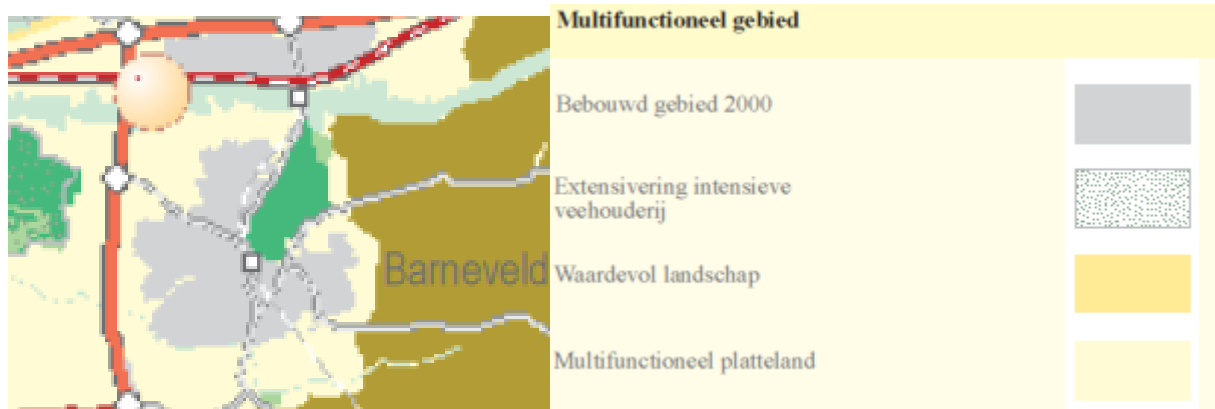 Multifunctioneel gebied
Bebouwd gebied 2000
Extensivering intensieve
veehouderij
Barneveld
Waardevol landschap
Multifunctioneel platteland